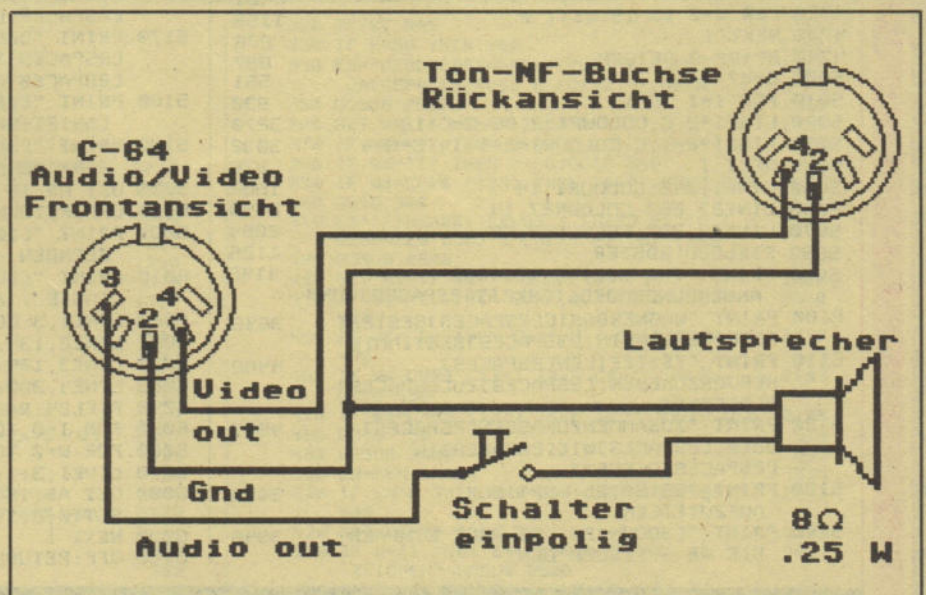 Ton-NF-Buchse
Rückansicht
C-64
Audio/Video
Frontansicht
4 2
3 4
2
Lautsprecher
Video
out
Gnd
Schalter
einpolig
Audio out
8Ω
.25 W